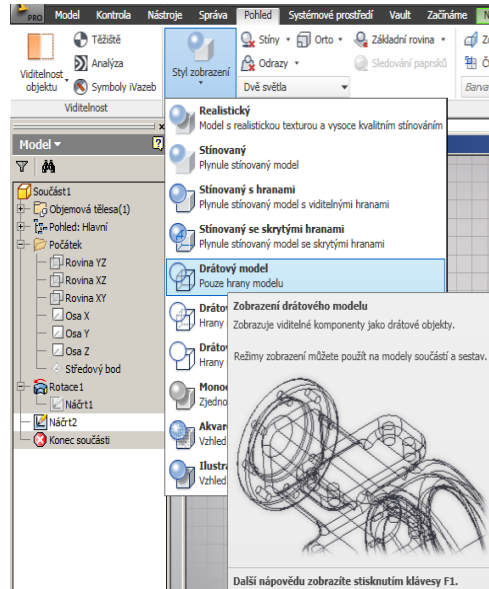 PRO Model Kontrola Nástroje Správa Pohled Systémové prostředí Vault Začínáme
Viditelnost objektu
Těžiště
Analýza
Symboly iVazeb
Viditelnost
Styl zobrazení
Stíny Orto Základní rovina
Odrazy Sledování paprsků
Dvě světla Barva
Realistický
Model s realistickou texturou a vysoce kvalitním stínováním
Stínovaný
Plynule stínovaný model
Stínovaný s hranami
Plynule stínovaný model s viditelnými hranami
Stínovaný se skrytými hranami
Plynule stínovaný model se skrytými hranami
Drátový model
Pouze hrany modelu
Hrany
Hrany
Vzhled
Vzhled
Zobrazení drátového modelu
Zobrazuje viditelné komponenty jako drátové objekty.
Režimy zobrazení můžete použít na modely součástí a sestav.
Další nápovědu zobrazíte stisknutím klávesy F1.
Model
Součást1
Objemová tělesa(1)
Pohled: Hlavní
Počátek
Rovina YZ
Rovina XZ
Rovina XY
Osa X
Osa Y
Osa Z
Středový bod
Rotace1
Náčrt1
Náčrt2
Konec součásti